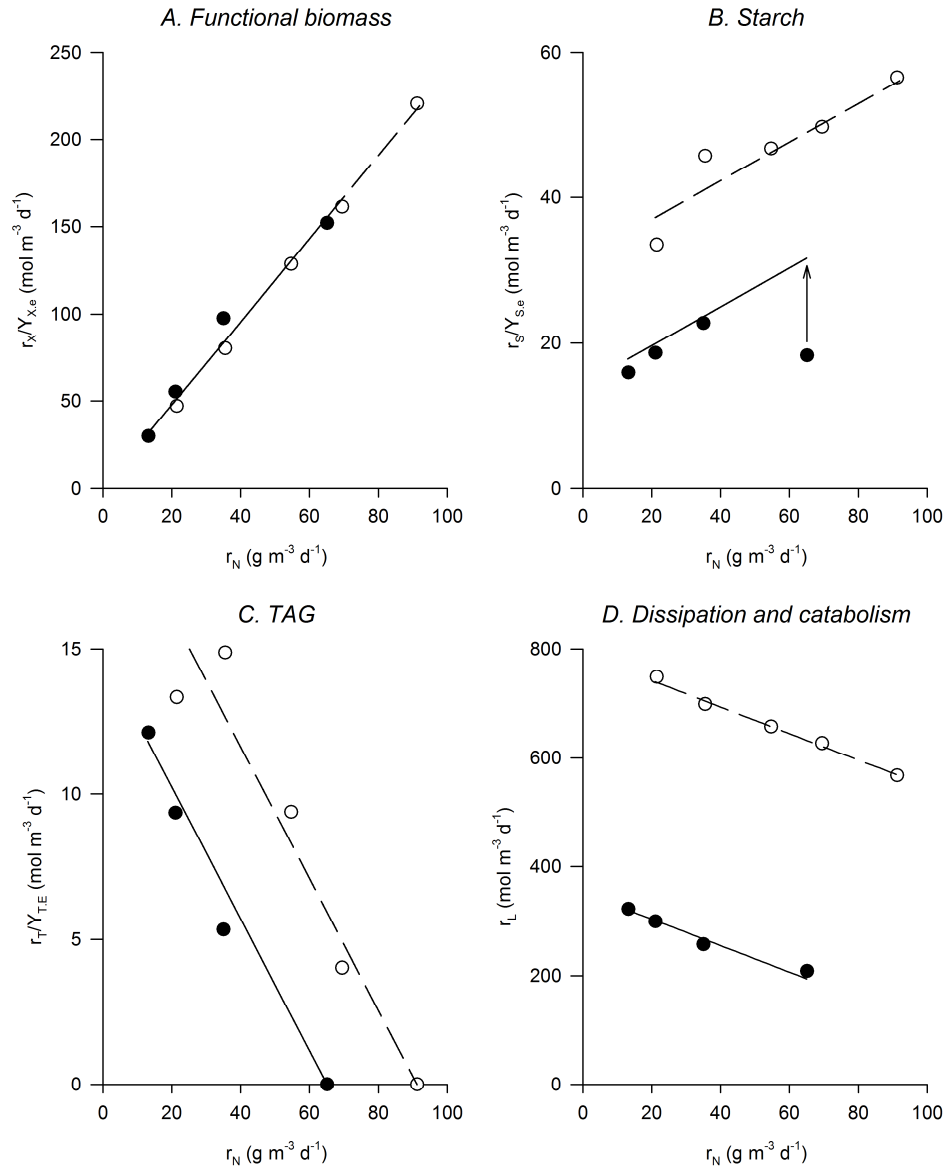 A. Functional biomass
250
200
150
100
50
0
r_X/Y_X.e (mol m⁻³ d⁻¹)
0 20 40 60 80 100
r_N (g m⁻³ d⁻¹)
B. Starch
60
40
20
0
r_S/Y_S.e (mol m⁻³ d⁻¹)
0 20 40 60 80 100
r_N (g m⁻³ d⁻¹)
C. TAG
15
10
5
0
r_T/Y_T.E (mol m⁻³ d⁻¹)
0 20 40 60 80 100
r_N (g m⁻³ d⁻¹)
D. Dissipation and catabolism
800
600
400
200
0
r_L (mol m⁻³ d⁻¹)
0 20 40 60 80 100
r_N (g m⁻³ d⁻¹)